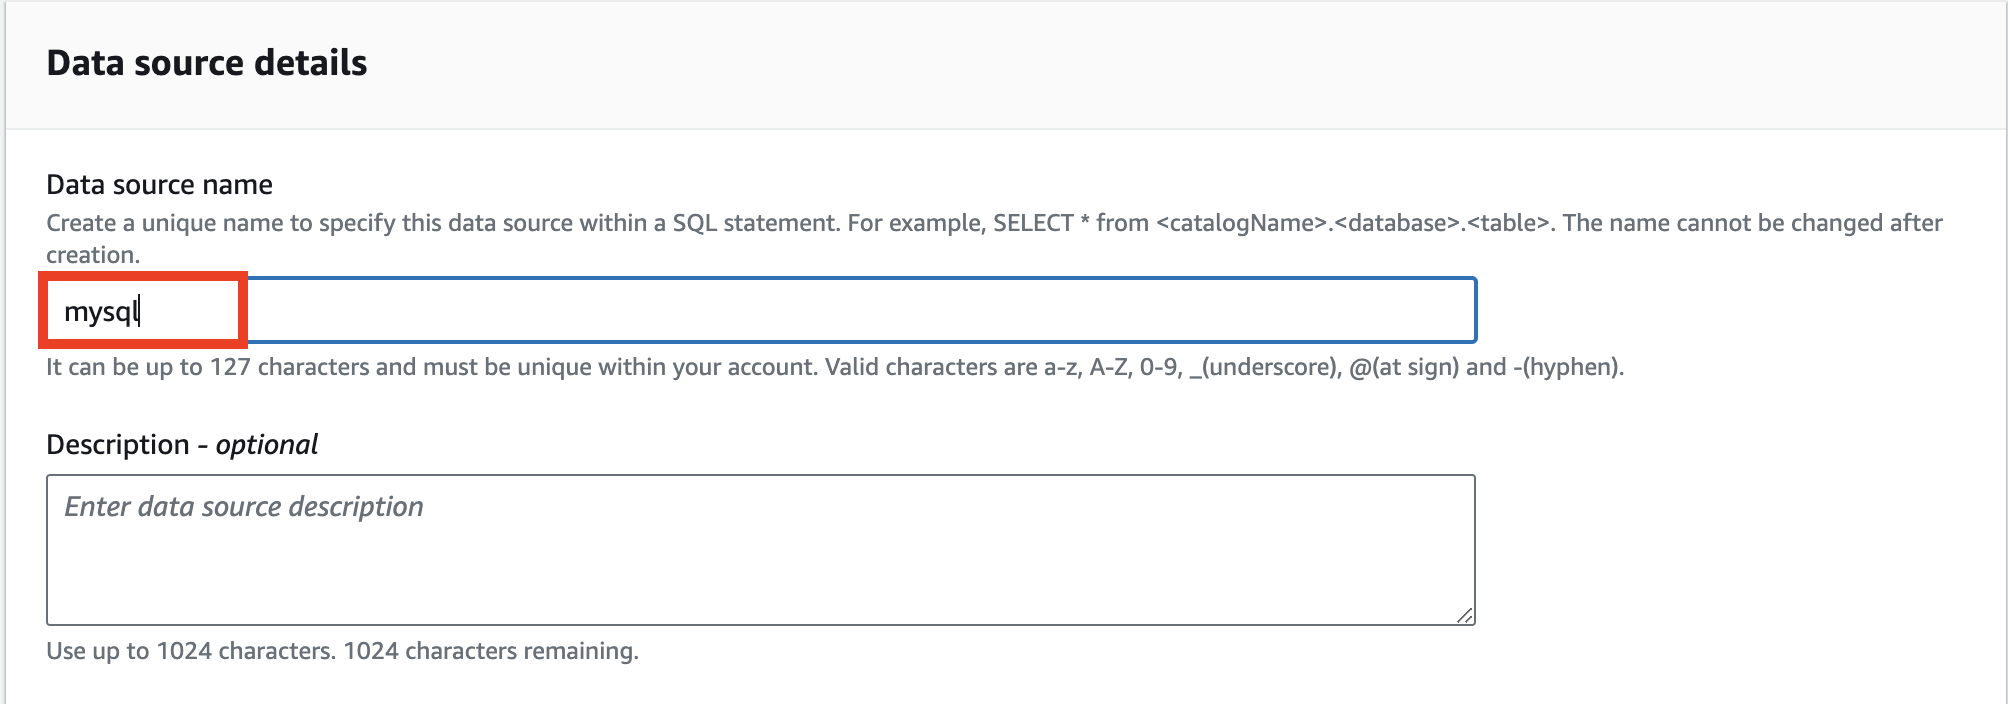 Data source details
Data source name
Create a unique name to specify this data source within a SQL statement. For example, SELECT * from <catalogName>.<database>.<table>. The name cannot be changed after
creation.
mysql
It can be up to 127 characters and must be unique within your account. Valid characters are a-z, A-Z, 0-9, _(underscore), @(at sign) and -(hyphen).
Description - optional
Enter data source description
Use up to 1024 characters. 1024 characters remaining.